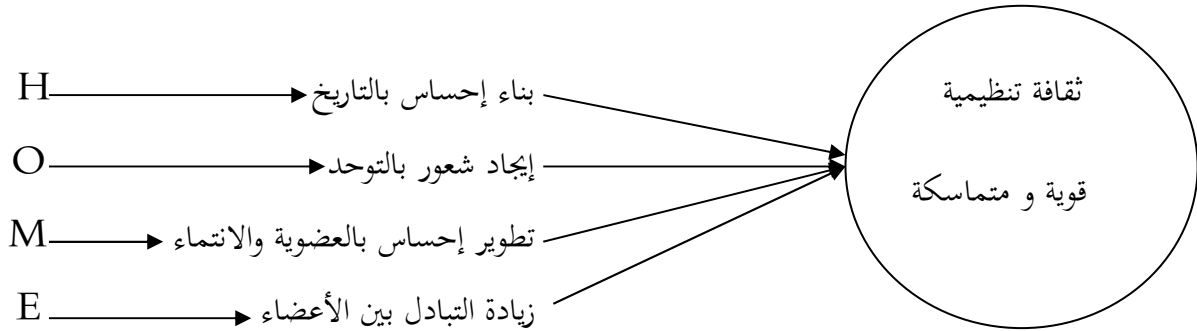 H بناء إحساس بالتاريخ
O إيجاد شعور بالتوحد
M تطوير إحساس بالعضوية والانتماء
E زيادة التبادل بين الأعضاء
ثقافة تنظيمية
قوية و متماسكة